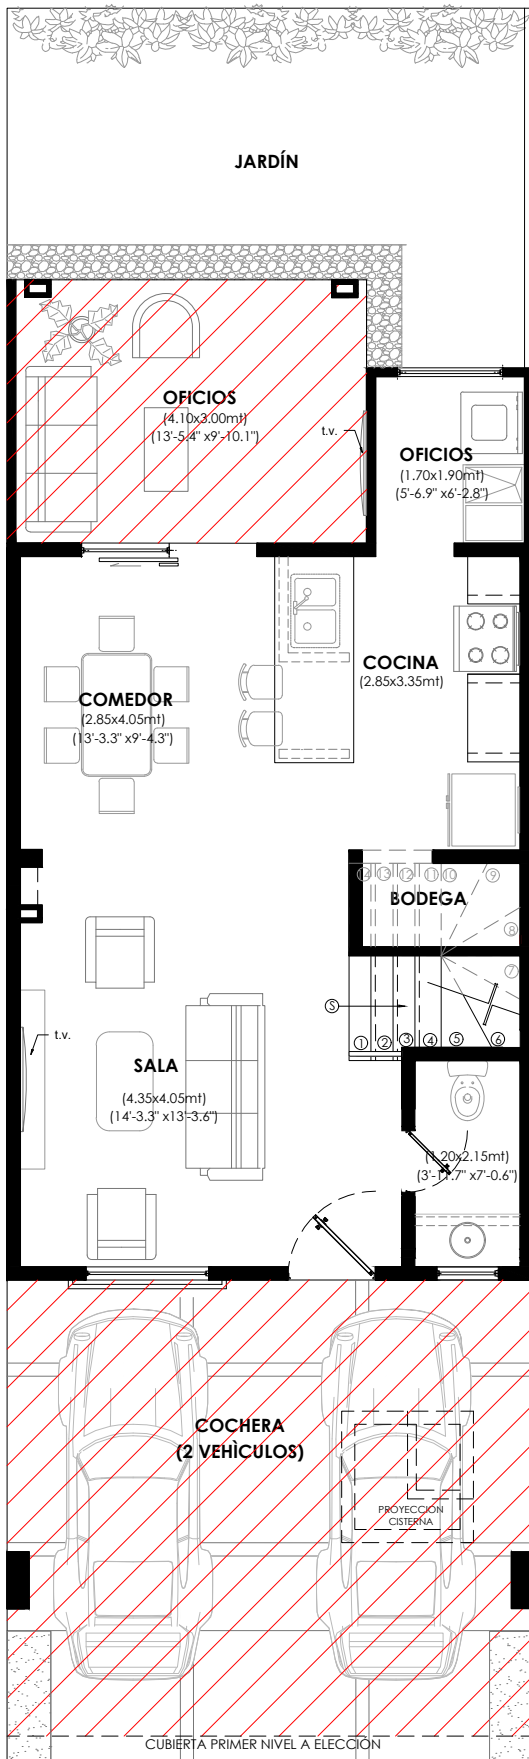 JARDÍN
OFICIOS
(4.10x3.00mt)
(13'-5.4" x9'-10.1")
t.v.
OFICIOS
(1.70x1.90mt)
(5'-6.9" x6'-2.8")
COCINA
(2.85x3.35mt)
COMEDOR
(2.85x4.05mt)
(13'-3.3" x9'-4.3")
14 13 12 11 10 9
BODEGA
8
7
S
1 2 3 4 5 6
t.v.
SALA
(4.35x4.05mt)
(14'-3.3" x13'-3.6")
(1.20x2.15mt)
(3'-11.7" x7'-0.6")
COCHERA
(2 VEHÌCULOS)
PROYECCION
CISTERNA
CUBIERTA PRIMER NIVEL A ELECCIÓN